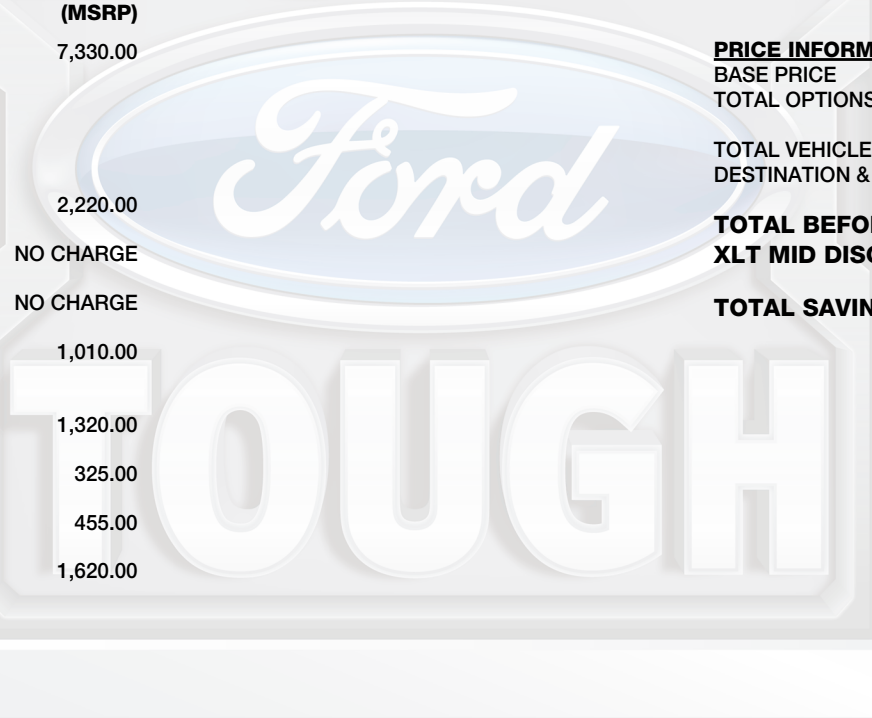 (MSRP)
7,330.00
2,220.00
NO CHARGE
NO CHARGE
1,010.00
1,320.00
325.00
455.00
1,620.00
PRICE INFORM
BASE PRICE
TOTAL OPTIONS
TOTAL VEHICLE
DESTINATION &
TOTAL BEFO
XLT MID DISC
TOTAL SAVIN
Ford
TOUGH